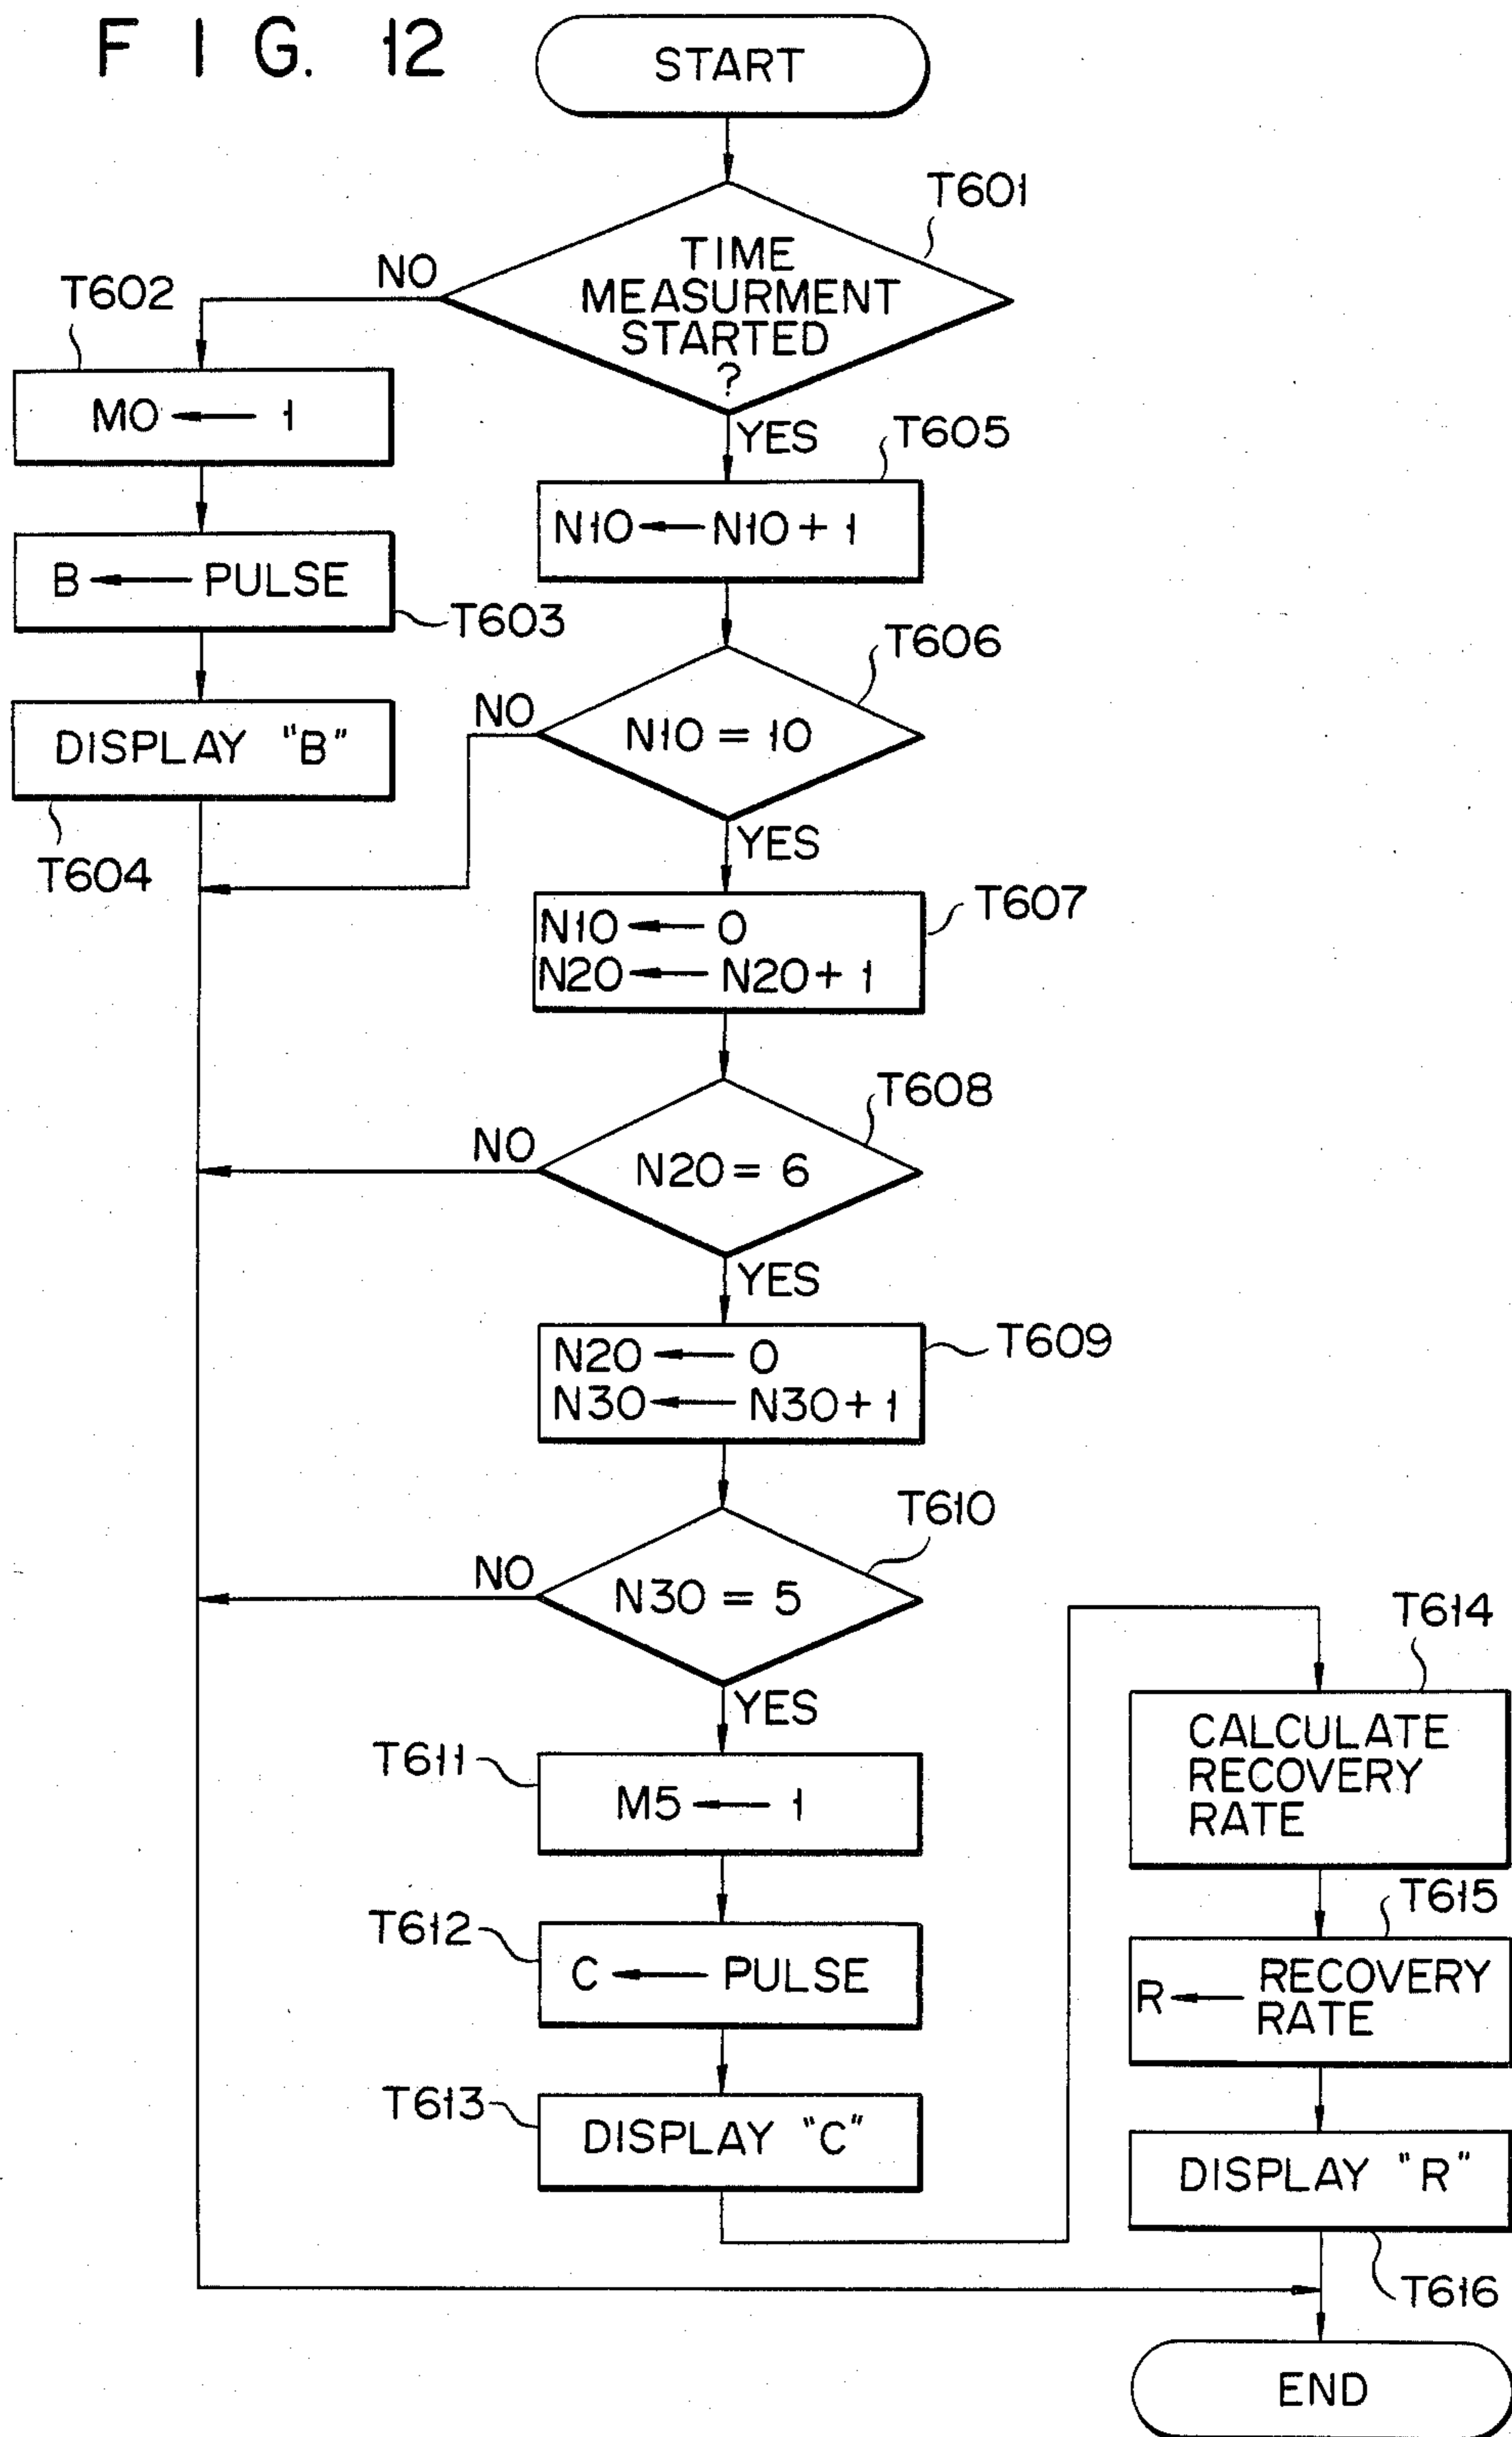 FIG. 12
START
T601
TIME
MEASURMENT
STARTED
?
NO
YES
T602
M0 ← 1
B ← PULSE
T603
DISPLAY "B"
T604
T605
N10 ← N10 + 1
T606
N10 = 10
NO
YES
T607
N10 ← 0
N20 ← N20 + 1
T608
N20 = 6
NO
YES
T609
N20 ← 0
N30 ← N30 + 1
T610
N30 = 5
NO
YES
T611
M5 ← 1
T612
C ← PULSE
T613
DISPLAY "C"
T614
CALCULATE
RECOVERY
RATE
T615
R ← RECOVERY
RATE
DISPLAY "R"
T616
END